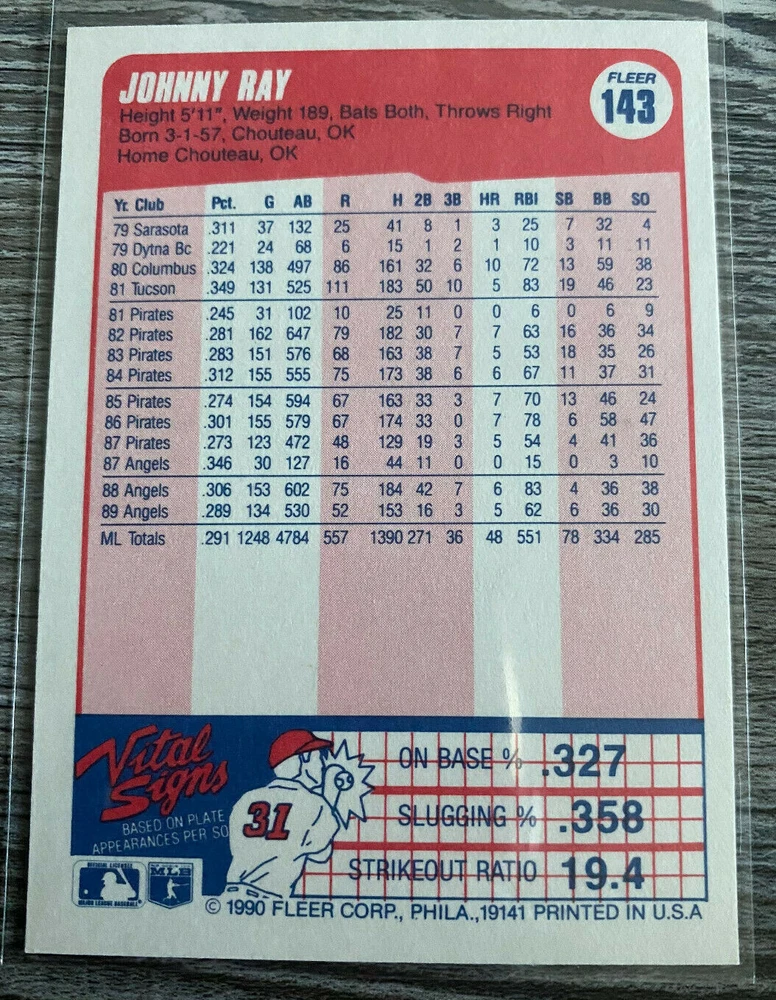 JOHNNY RAY
FLEER
143
Height 5'11", Weight 189, Bats Both, Throws Right
Born 3-1-57, Chouteau, OK
Home Chouteau, OK
Yr. Club Pct. G AB R H 2B 3B HR RBI SB BB SO
79 Sarasota .311 37 132 25 41 8 1 3 25 7 32 4
79 Dytna Bc .221 24 68 6 15 1 2 1 10 3 11 11
80 Columbus .324 138 497 86 161 32 6 10 72 13 59 38
81 Tucson .349 131 525 111 183 50 10 5 83 19 46 23
81 Pirates .245 31 102 10 25 11 0 0 6 0 6 9
82 Pirates .281 162 647 79 182 30 7 7 63 16 36 34
83 Pirates .283 151 576 68 163 38 7 5 53 18 35 26
84 Pirates .312 155 555 75 173 38 6 6 67 11 37 31
85 Pirates .274 154 594 67 163 33 3 7 70 13 46 24
86 Pirates .301 155 579 67 174 33 0 7 78 6 58 47
87 Pirates .273 123 472 48 129 19 3 5 54 4 41 36
87 Angels .346 30 127 16 44 11 0 0 15 0 3 10
88 Angels .306 153 602 75 184 42 7 6 83 4 36 38
89 Angels .289 134 530 52 153 16 3 5 62 6 36 30
ML Totals .291 1248 4784 557 1390 271 36 48 551 78 334 285
Vital Signs
BASED ON PLATE
APPEARANCES PER SO
31
ON BASE % .327
SLUGGING % .358
STRIKEOUT RATIO 19.4
OFFICIAL LICENSEE
MAJOR LEAGUE BASEBALL
MLB
© 1990 FLEER CORP., PHILA.,19141 PRINTED IN U.S.A